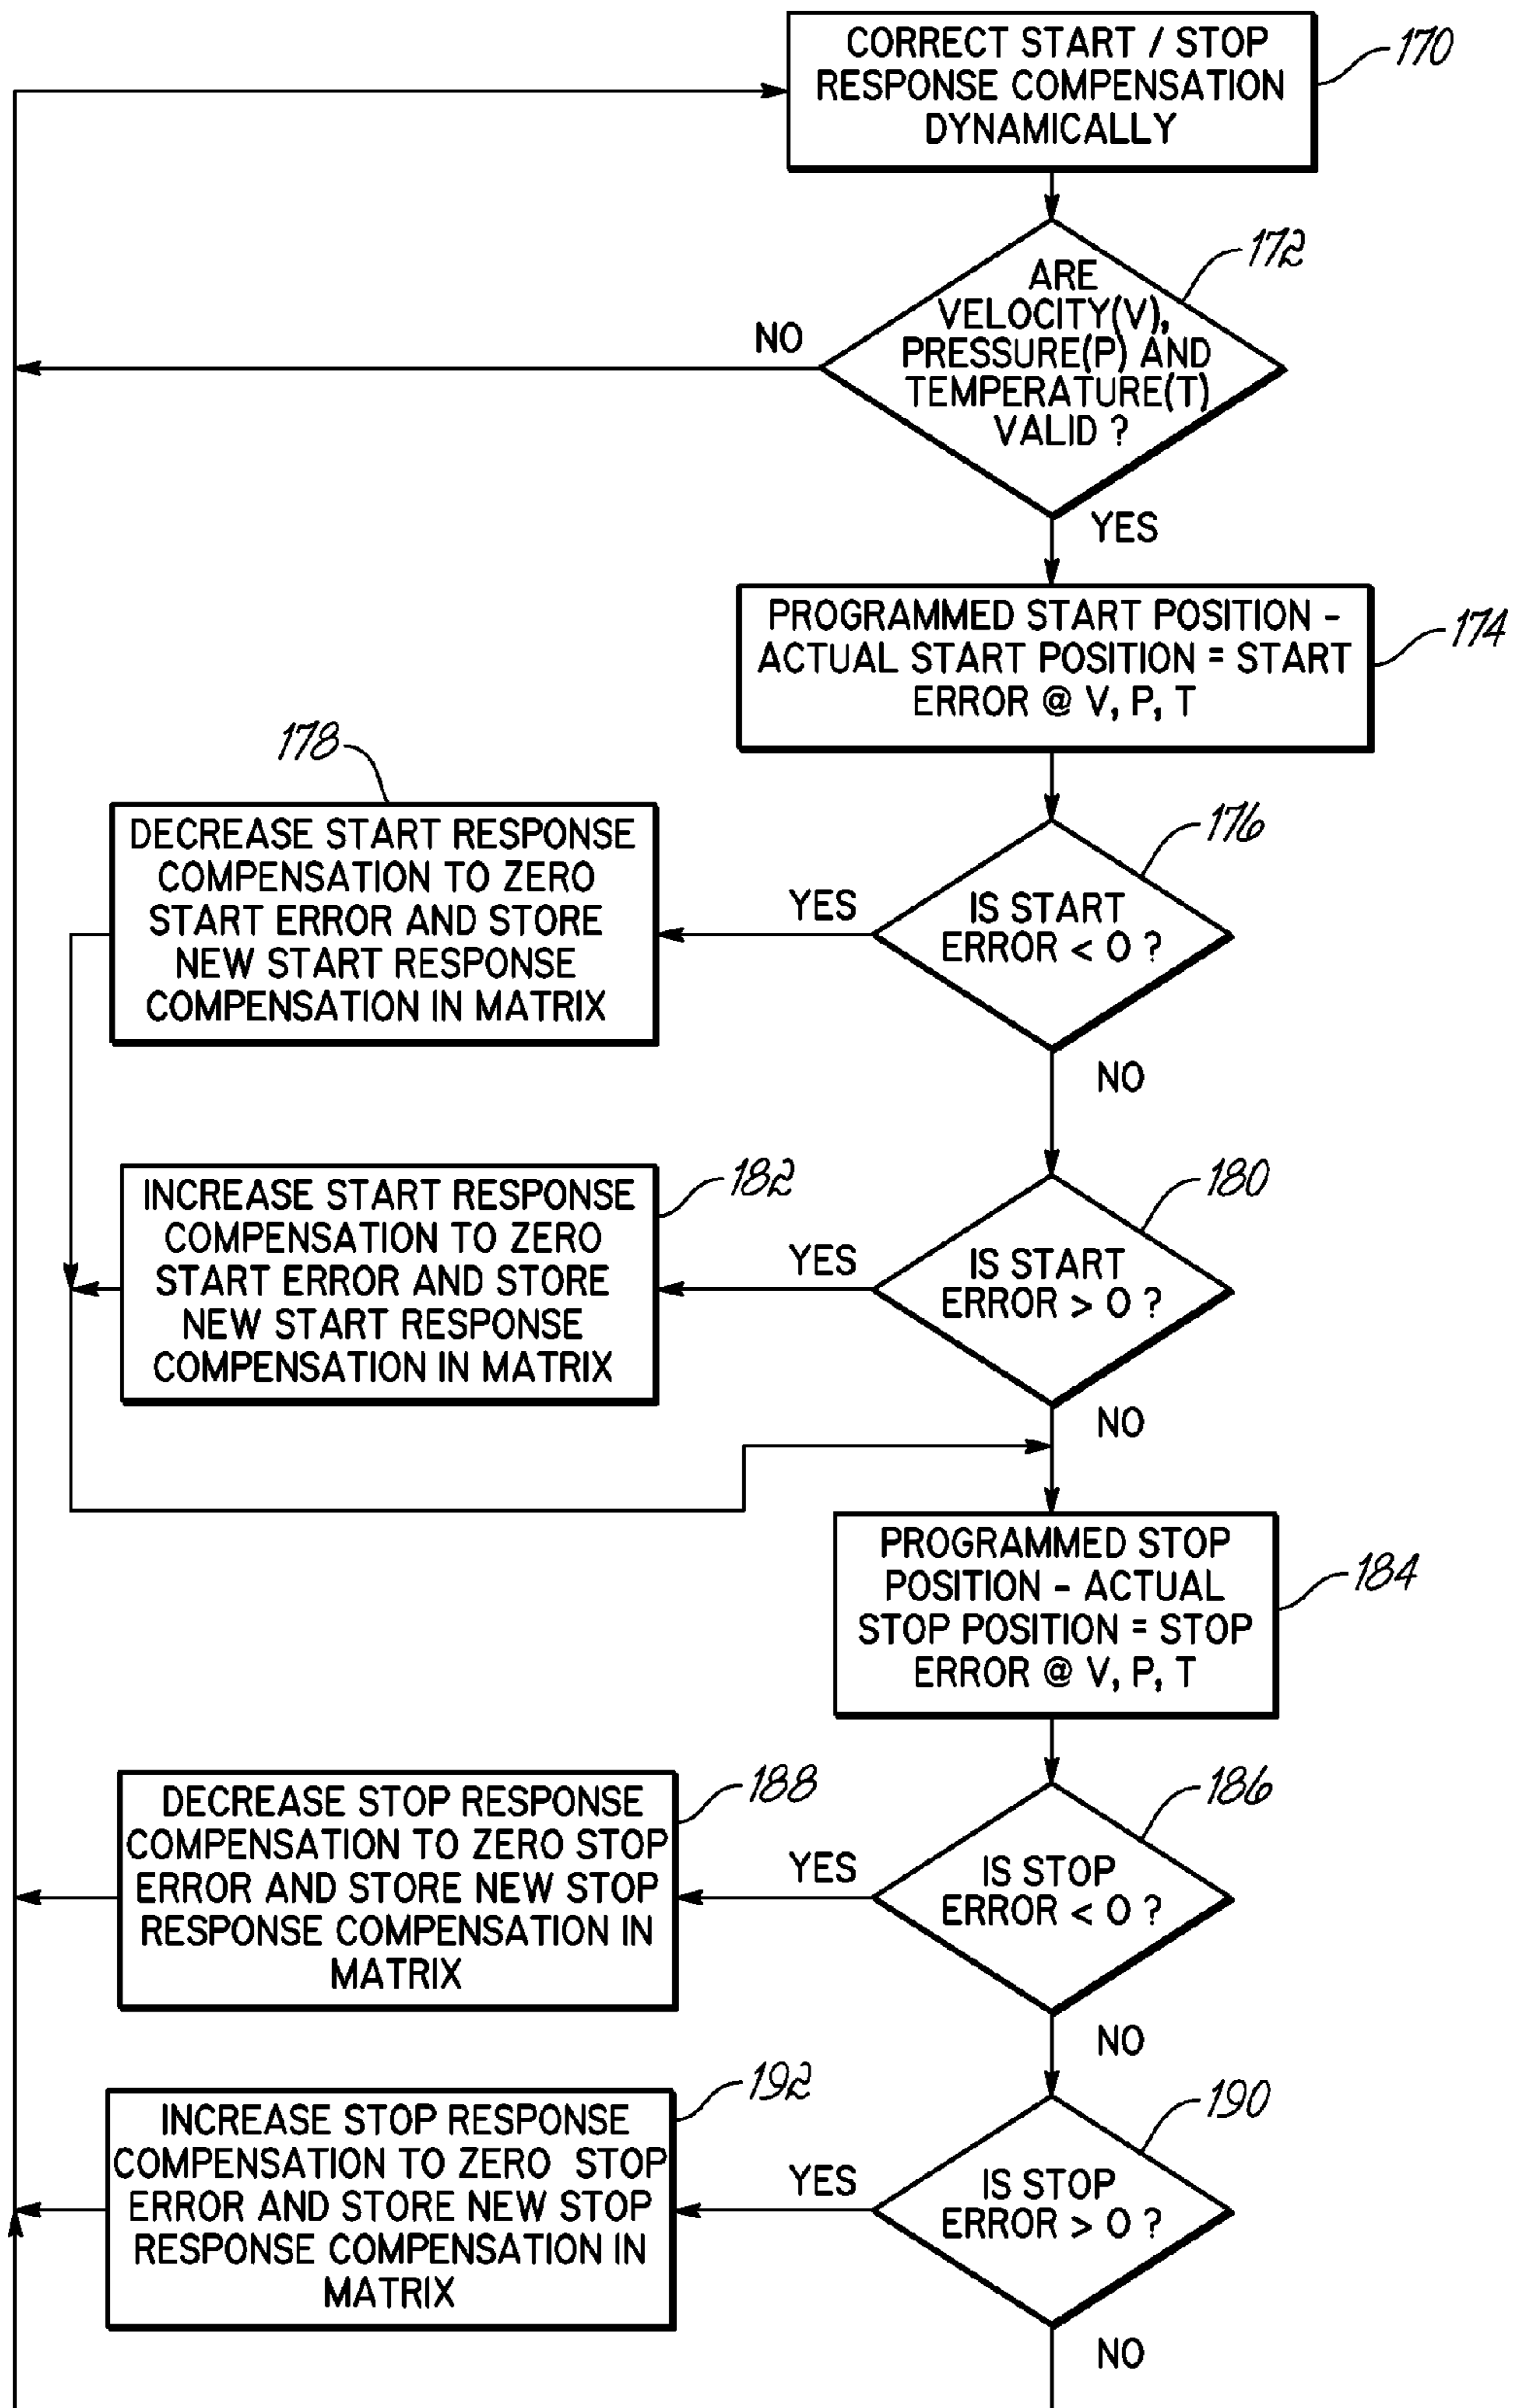 CORRECT START / STOP
RESPONSE COMPENSATION
DYNAMICALLY
170
ARE
VELOCITY(V),
PRESSURE(P) AND
TEMPERATURE(T)
VALID ?
172
NO
YES
PROGRAMMED START POSITION -
ACTUAL START POSITION = START
ERROR @ V, P, T
174
178
DECREASE START RESPONSE
COMPENSATION TO ZERO
START ERROR AND STORE
NEW START RESPONSE
COMPENSATION IN MATRIX
YES
IS START
ERROR < 0 ?
176
NO
INCREASE START RESPONSE
COMPENSATION TO ZERO
START ERROR AND STORE
NEW START RESPONSE
COMPENSATION IN MATRIX
182
YES
IS START
ERROR > 0 ?
180
NO
PROGRAMMED STOP
POSITION - ACTUAL
STOP POSITION = STOP
ERROR @ V, P, T
184
DECREASE STOP RESPONSE
COMPENSATION TO ZERO STOP
ERROR AND STORE NEW STOP
RESPONSE COMPENSATION IN
MATRIX
188
YES
IS STOP
ERROR < 0 ?
186
NO
INCREASE STOP RESPONSE
COMPENSATION TO ZERO STOP
ERROR AND STORE NEW STOP
RESPONSE COMPENSATION IN
MATRIX
192
YES
IS STOP
ERROR > 0 ?
190
NO